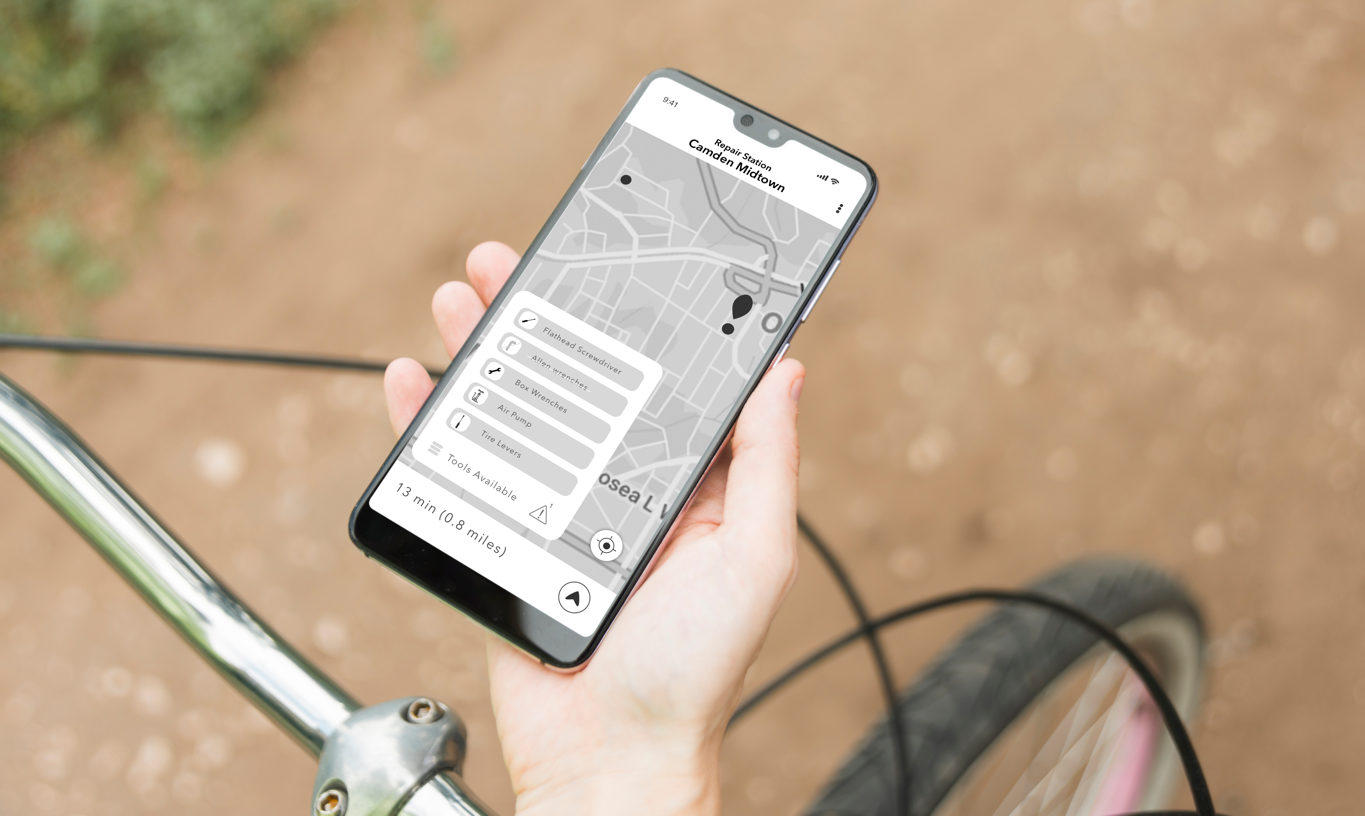 9:41
Repair Station
Camden Midtown
O
Flathead Screwdriver
Allen wrenches
Box Wrenches
Air Pump
Tire Levers
Tools Available
1
osea L
13 min (0.8 miles)